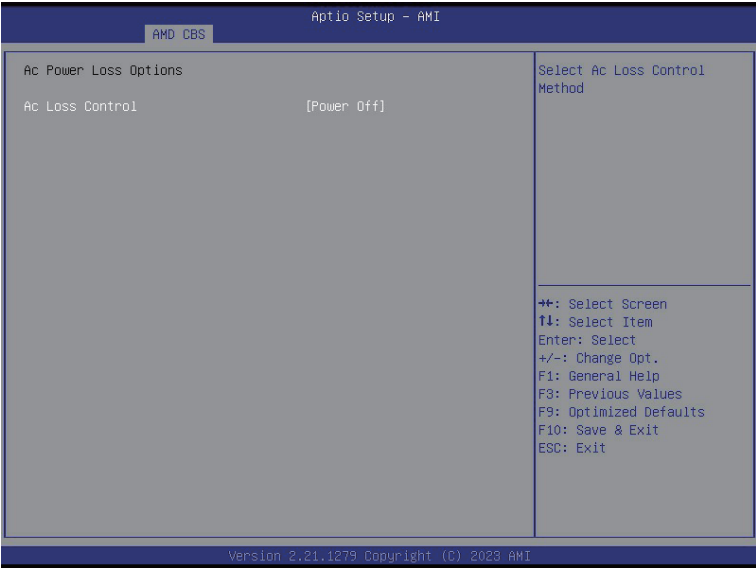 Aptio Setup – AMI
AMD CBS
Ac Power Loss Options
Ac Loss Control [Power Off]
Select Ac Loss Control
Method
→←: Select Screen
↑↓: Select Item
Enter: Select
+/-: Change Opt.
F1: General Help
F3: Previous Values
F9: Optimized Defaults
F10: Save & Exit
ESC: Exit
Version 2.21.1279 Copyright (C) 2023 AMI